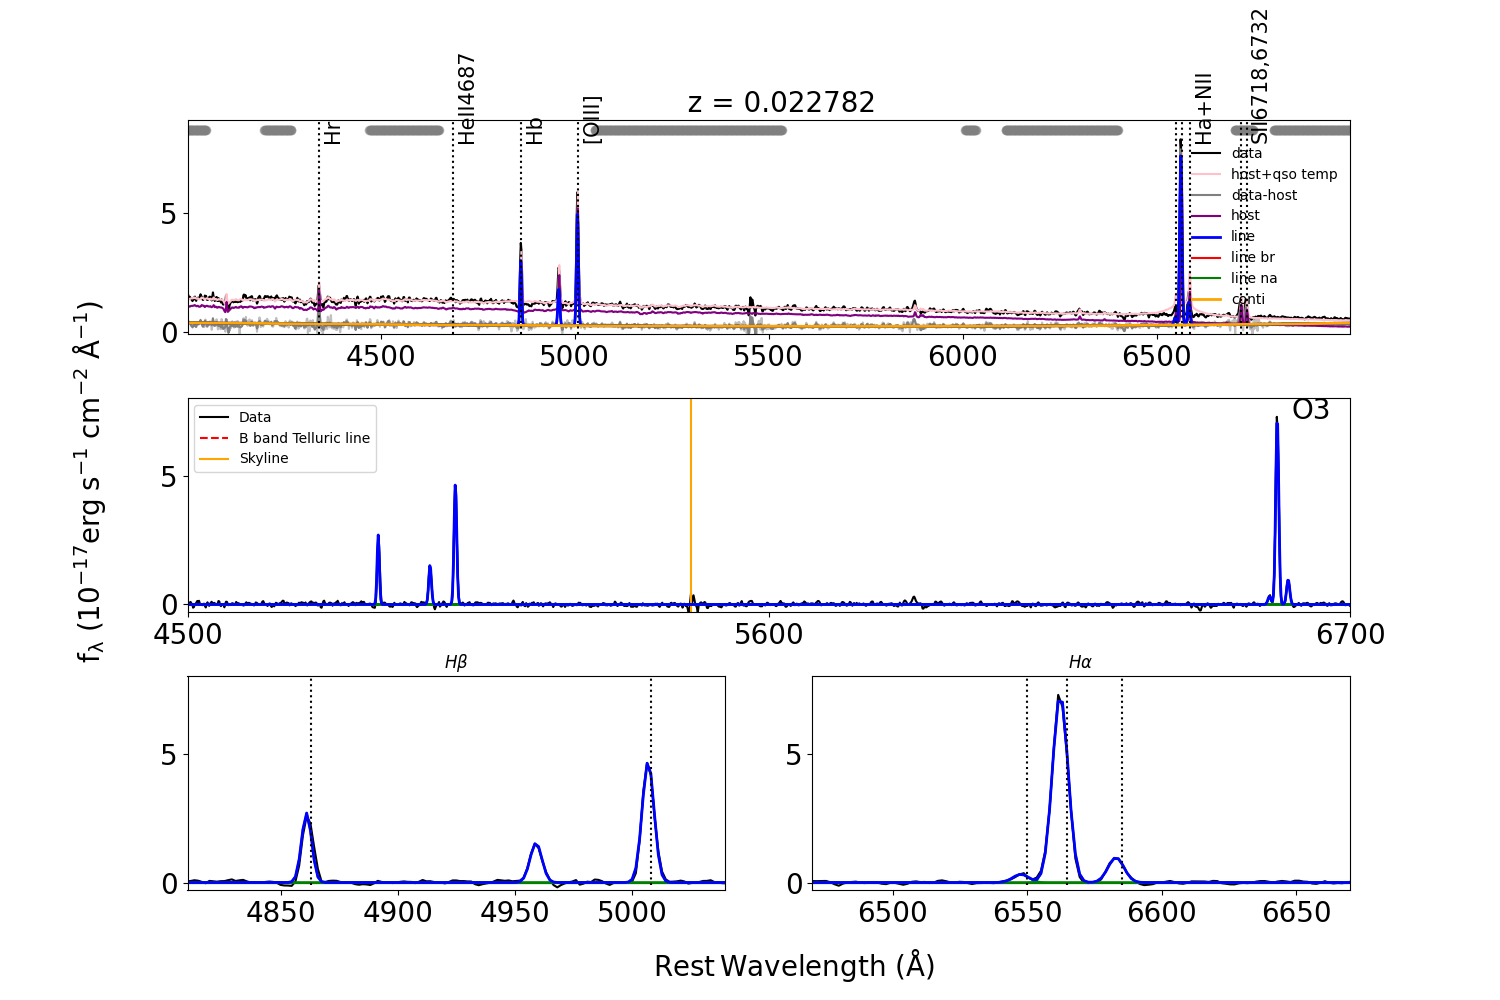 z = 0.022782
Hr
HeII4687
Hb
[OIII]
Ha+NII
SII6718,6732
data
host+qso temp
data-host
host
line
line br
line na
conti
5
0
4500 5000 5500 6000 6500
Data
B band Telluric line
Skyline
O3
5
0
4500 5600 6700
fλ (10⁻¹⁷erg s⁻¹ cm⁻² Å⁻¹)
Hβ
5
0
4850 4900 4950 5000
Hα
5
0
6500 6550 6600 6650
Rest Wavelength (Å)